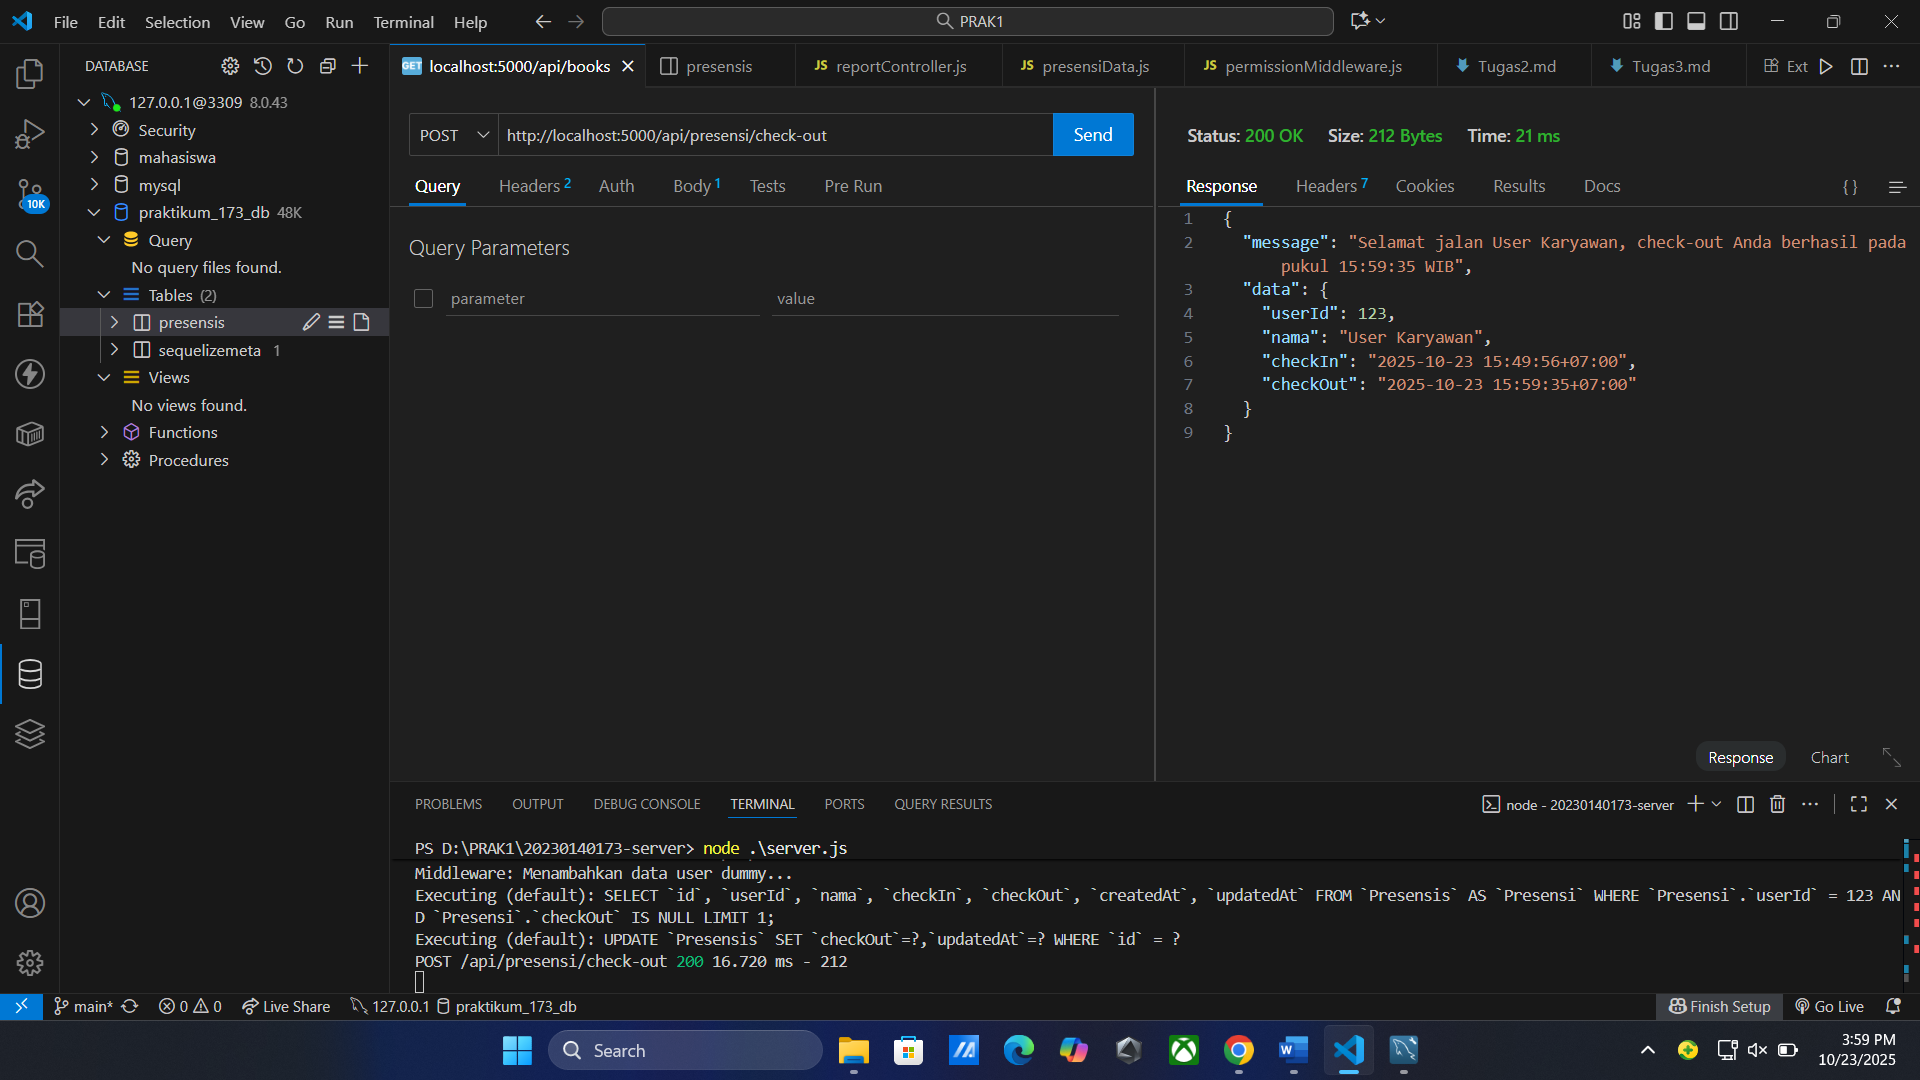 File Edit Selection View Go Run Terminal Help
PRAK1
DATABASE
127.0.0.1@3309 8.0.43
Security
mahasiswa
mysql
praktikum_173_db 48K
Query
No query files found.
Tables (2)
presensis
sequelizemeta 1
Views
No views found.
Functions
Procedures
10K
GET localhost:5000/api/books
presensis
JS reportController.js
JS presensiData.js
JS permissionMiddleware.js
Tugas2.md
Tugas3.md
Ext
POST http://localhost:5000/api/presensi/check-out Send
Query Headers 2 Auth Body 1 Tests Pre Run
Query Parameters
parameter value
Status: 200 OK Size: 212 Bytes Time: 21 ms
Response Headers 7 Cookies Results Docs {}
1 {
2 "message": "Selamat jalan User Karyawan, check-out Anda berhasil pada
pukul 15:59:35 WIB",
3 "data": {
4 "userId": 123,
5 "nama": "User Karyawan",
6 "checkIn": "2025-10-23 15:49:56+07:00",
7 "checkOut": "2025-10-23 15:59:35+07:00"
8 }
9 }
Response Chart
PROBLEMS OUTPUT DEBUG CONSOLE TERMINAL PORTS QUERY RESULTS
node - 20230140173-server
PS D:\PRAK1\20230140173-server> node .\server.js
Middleware: Menambahkan data user dummy...
Executing (default): SELECT `id`, `userId`, `nama`, `checkIn`, `checkOut`, `createdAt`, `updatedAt` FROM `Presensis` AS `Presensi` WHERE `Presensi`.`userId` = 123 AN
D `Presensi`.`checkOut` IS NULL LIMIT 1;
Executing (default): UPDATE `Presensis` SET `checkOut`=?,`updatedAt`=? WHERE `id` = ?
POST /api/presensi/check-out 200 16.720 ms - 212
main* 0 0 Live Share 127.0.0.1 praktikum_173_db Finish Setup Go Live
Search
3:59 PM
10/23/2025